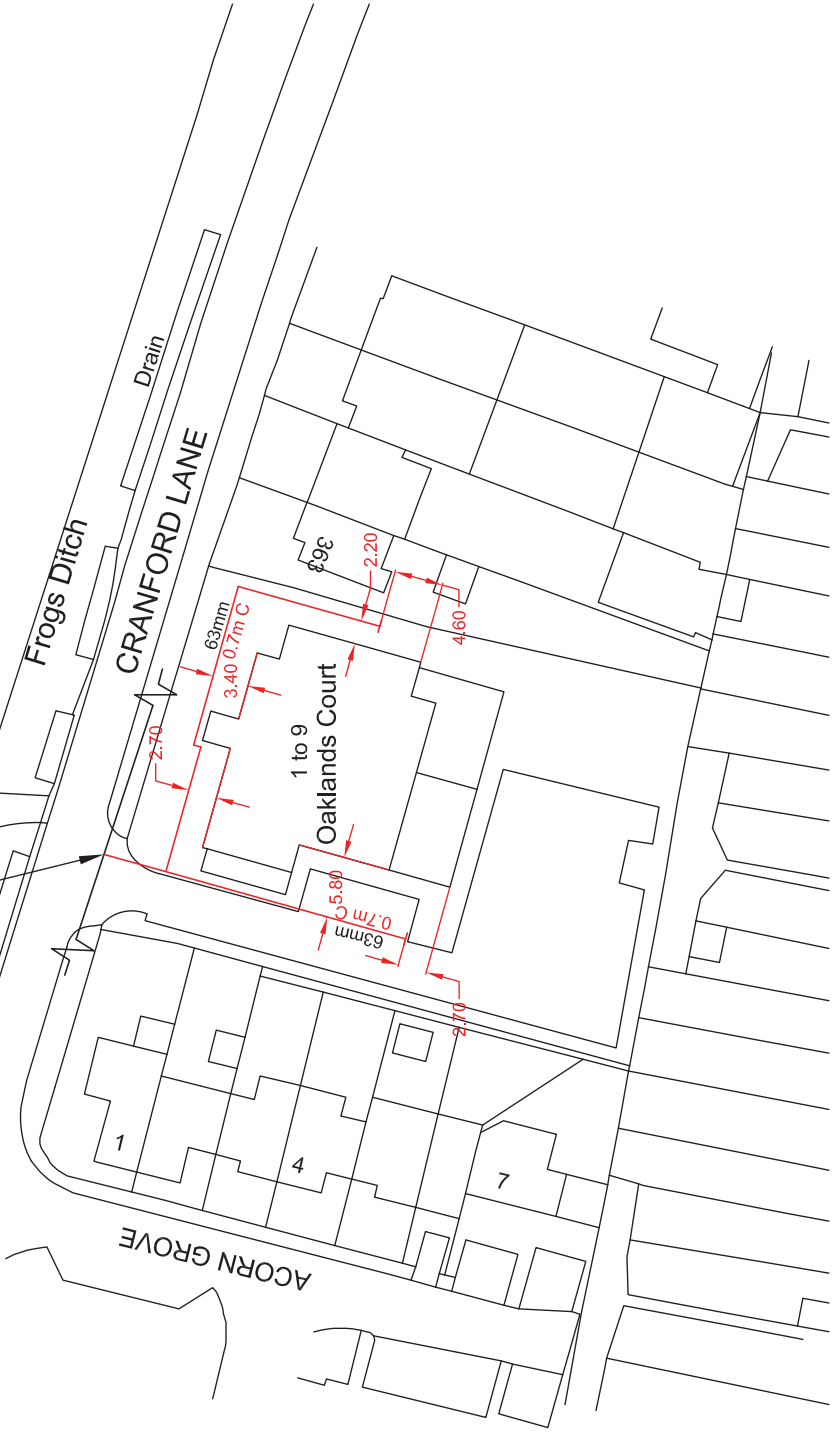 Drain
Frogs Ditch
CRANFORD LANE
363
2.20
63mm
0.7m C
3.40
4.60
2.70
1 to 9
Oaklands Court
5.80
0.7m C
63mm
2.70
1
4
7
ACORN GROVE